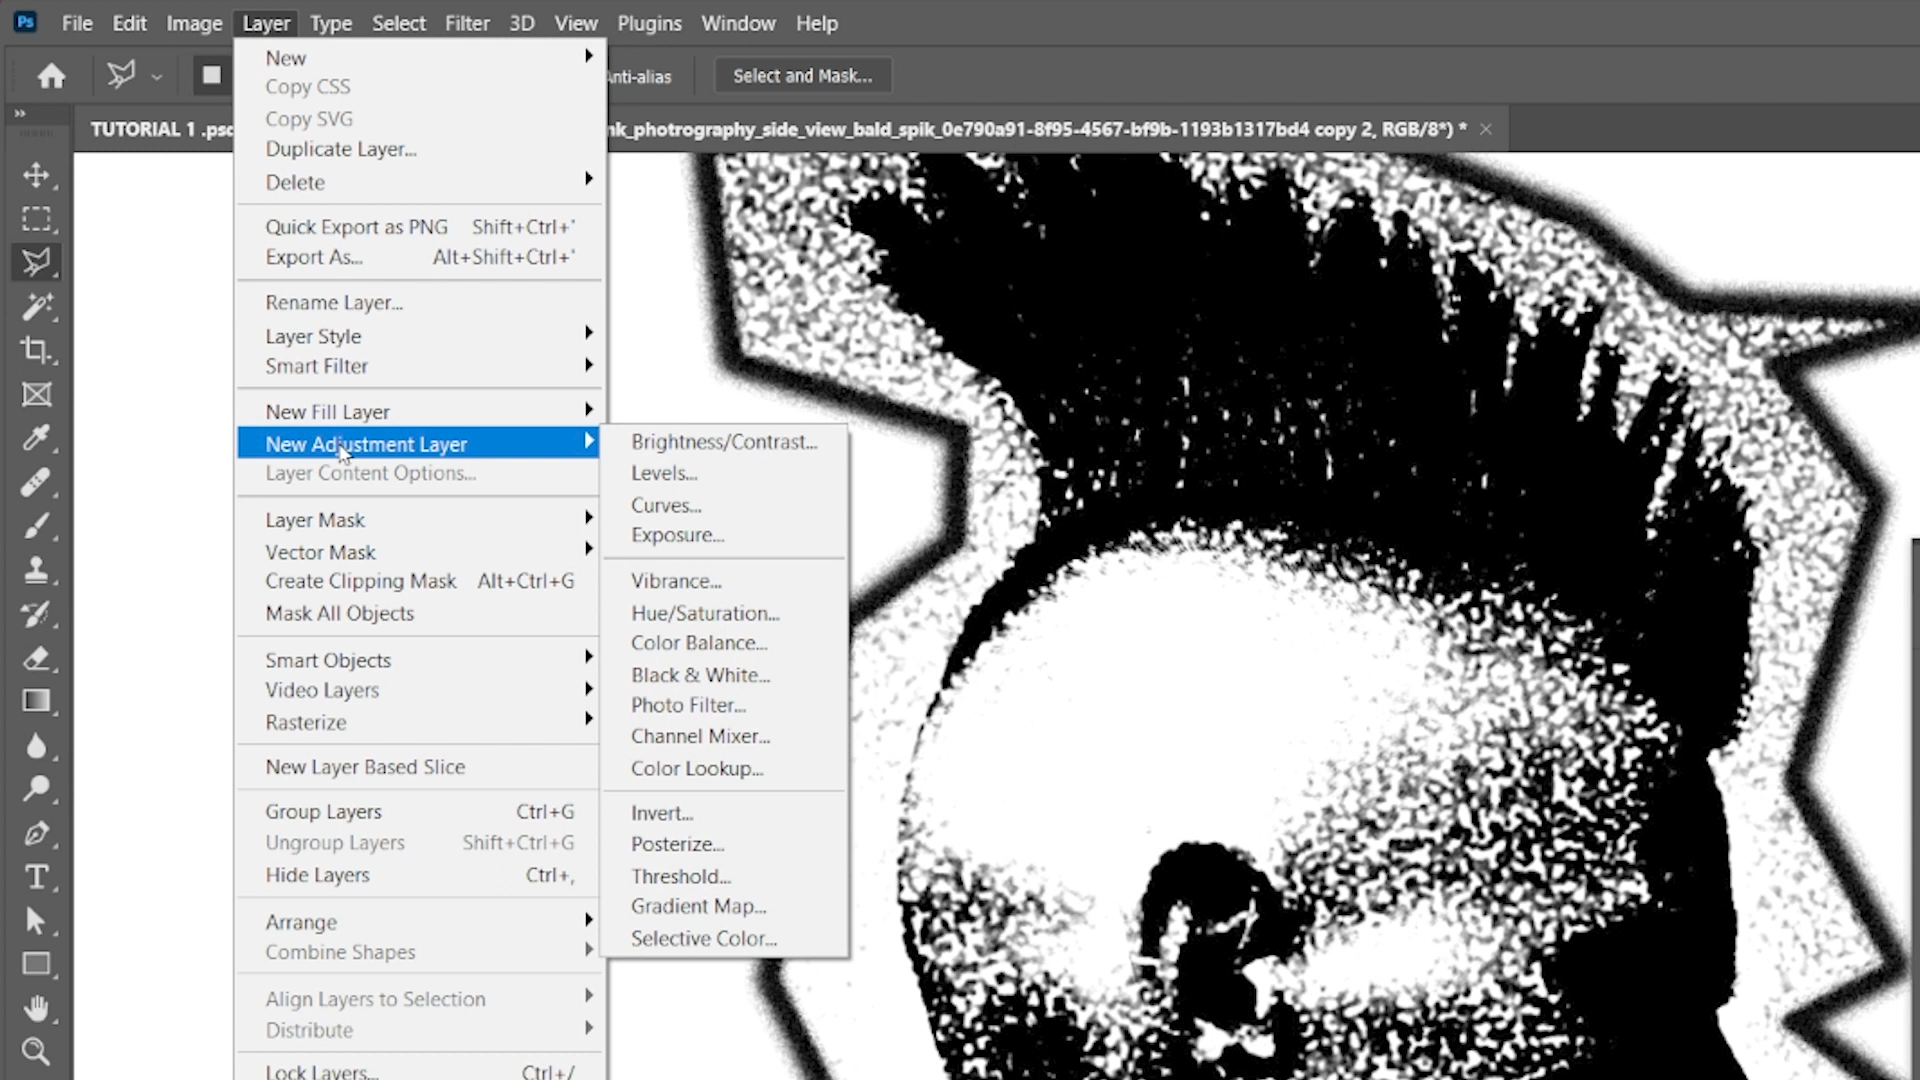 Ps File Edit Image Layer Type Select Filter 3D View Plugins Window Help
Anti-alias Select and Mask...
TUTORIAL 1 .psd nk_photrography_side_view_bald_spik_0e790a91-8f95-4567-bf9b-1193b1317bd4 copy 2, RGB/8*) * ×
New
Copy CSS
Copy SVG
Duplicate Layer...
Delete
Quick Export as PNG Shift+Ctrl+'
Export As... Alt+Shift+Ctrl+'
Rename Layer...
Layer Style
Smart Filter
New Fill Layer
New Adjustment Layer
Layer Content Options...
Layer Mask
Vector Mask
Create Clipping Mask Alt+Ctrl+G
Mask All Objects
Smart Objects
Video Layers
Rasterize
New Layer Based Slice
Group Layers Ctrl+G
Ungroup Layers Shift+Ctrl+G
Hide Layers Ctrl+,
Arrange
Combine Shapes
Align Layers to Selection
Distribute
Lock Layers... Ctrl+/
Brightness/Contrast...
Levels...
Curves...
Exposure...
Vibrance...
Hue/Saturation...
Color Balance...
Black & White...
Photo Filter...
Channel Mixer...
Color Lookup...
Invert...
Posterize...
Threshold...
Gradient Map...
Selective Color...